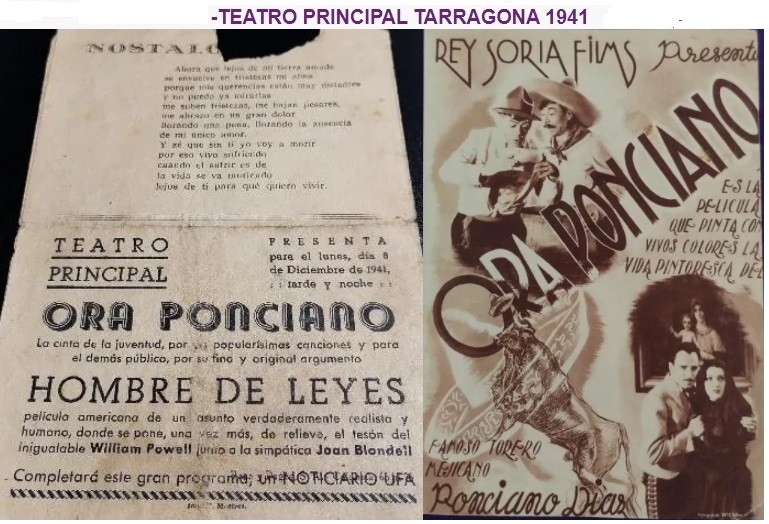 -TEATRO PRINCIPAL TARRAGONA 1941
NOSTALG
Ahora que lejos de mi tierra amada
se envuelve en tristezas mi alma
porque mis querencias están muy distantes
y no puedo ya mirarlas
me suben tristezas, me bajan pesares,
me abrazo en un gran dolor
llorando una pena, llorando la ausencia
de mi único amor.
Y sé que sin ti yo voy a morir
por eso vivo sufriendo
cuando el sufrir es de
la vida se va muriendo
lejos de ti para qué quiero vivir.
TEATRO
PRINCIPAL
PRESENTA
para el lunes, día 8
de Diciembre de 1941,
: : tarde y noche : :
ORA PONCIANO
La cinta de la juventud, por sus popularísimas canciones y para
el demás público, por su fino y original argumento
HOMBRE DE LEYES
película americana de un asunto verdaderamente realista y
humano, donde se pone, una vez más, de relieve, el tesón del
inigualable William Powell junto a la simpática Joan Blondell
Completará este gran programa, un NOTICIARIO UFA
REY SORIA FILMS presenta
ORA PONCIANO
ES LA
PELICULA
QUE PINTA CON
VIVOS COLORES LA
VIDA PINTORESCA DEL
FAMOSO TORERO
MEJICANO
Ponciano Díaz